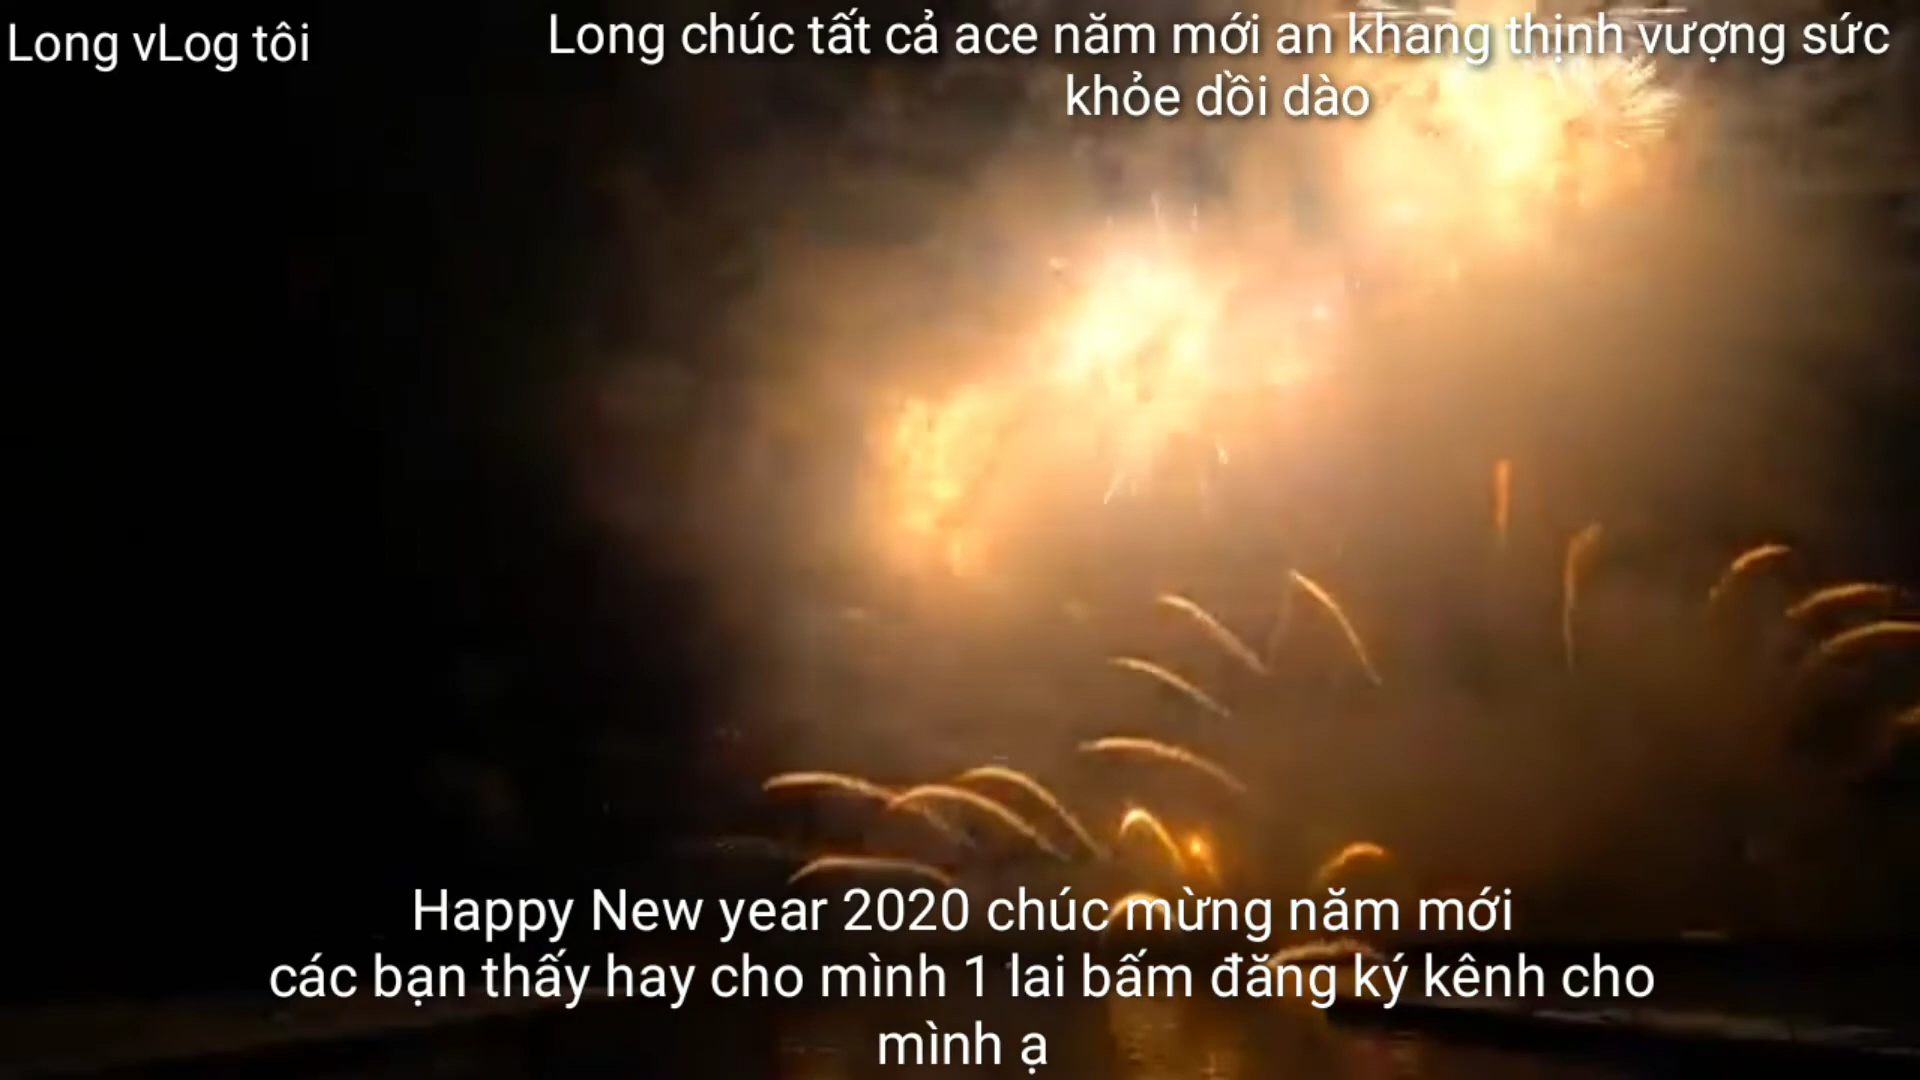 Long vLog tôi
Long chúc tất cả ace năm mới an khang thịnh vượng sức
khỏe dồi dào
Happy New year 2020 chúc mừng năm mới
các bạn thấy hay cho mình 1 lai bấm đăng ký kênh cho
mình ạ